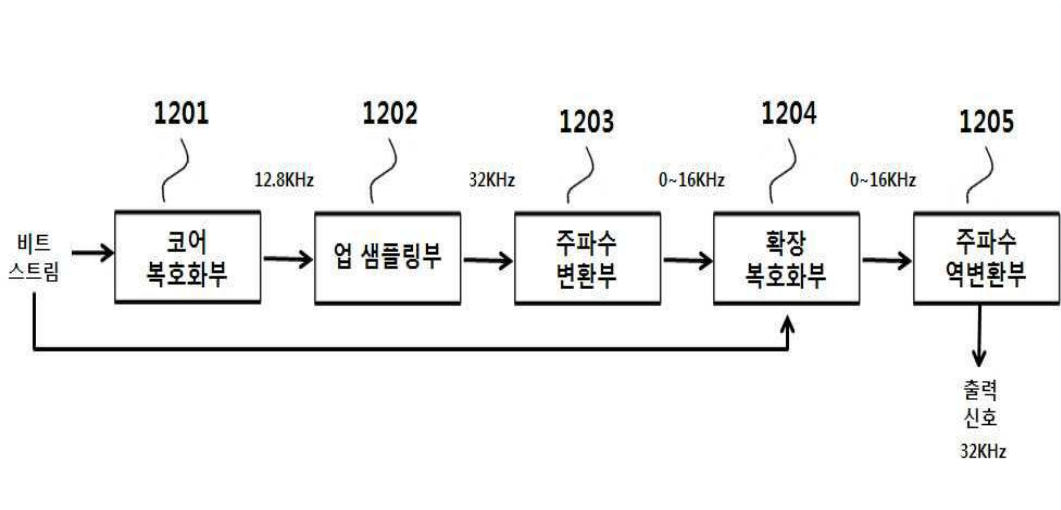 1201
1202
1203
1204
1205
12.8KHz
32KHz
0~16KHz
0~16KHz
비트
스트림
코어
복호화부
업 샘플링부
주파수
변환부
확장
복호화부
주파수
역변환부
출력
신호
32KHz